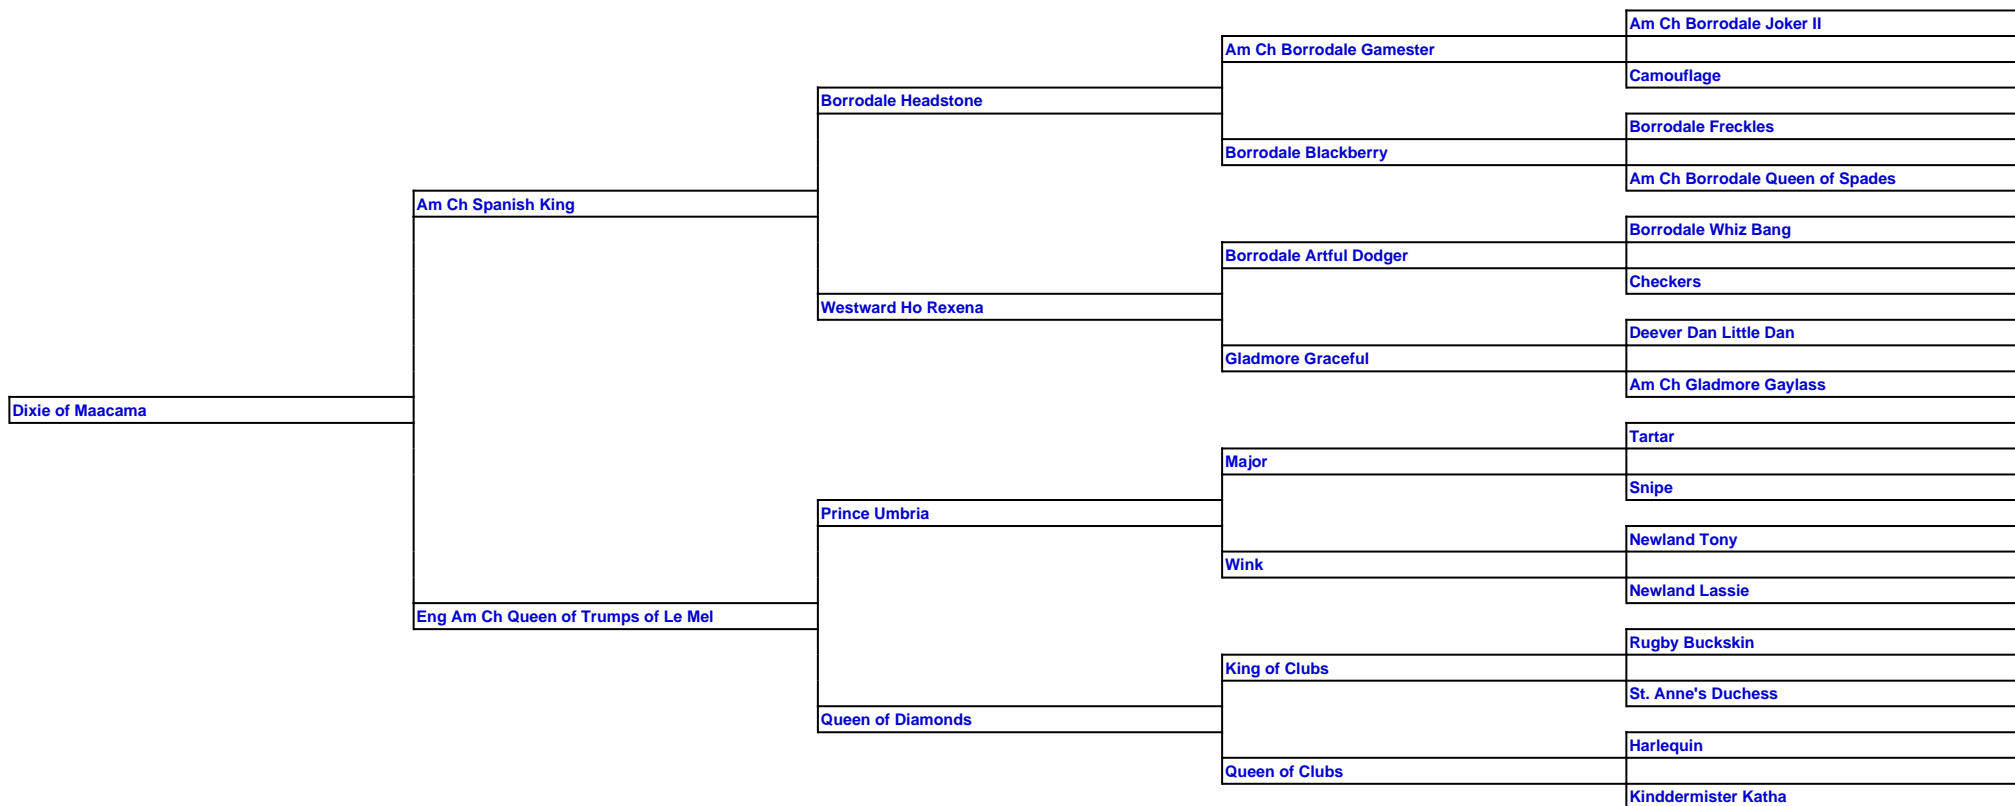 Am Ch Borrodale Joker II
Am Ch Borrodale Gamester
Camouflage
Borrodale Headstone
Borrodale Freckles
Borrodale Blackberry
Am Ch Borrodale Queen of Spades
Am Ch Spanish King
Borrodale Whiz Bang
Borrodale Artful Dodger
Checkers
Westward Ho Rexena
Deever Dan Little Dan
Gladmore Graceful
Am Ch Gladmore Gaylass
Dixie of Maacama
Tartar
Major
Snipe
Prince Umbria
Newland Tony
Wink
Newland Lassie
Eng Am Ch Queen of Trumps of Le Mel
Rugby Buckskin
King of Clubs
St. Anne's Duchess
Queen of Diamonds
Harlequin
Queen of Clubs
Kinddermister Katha